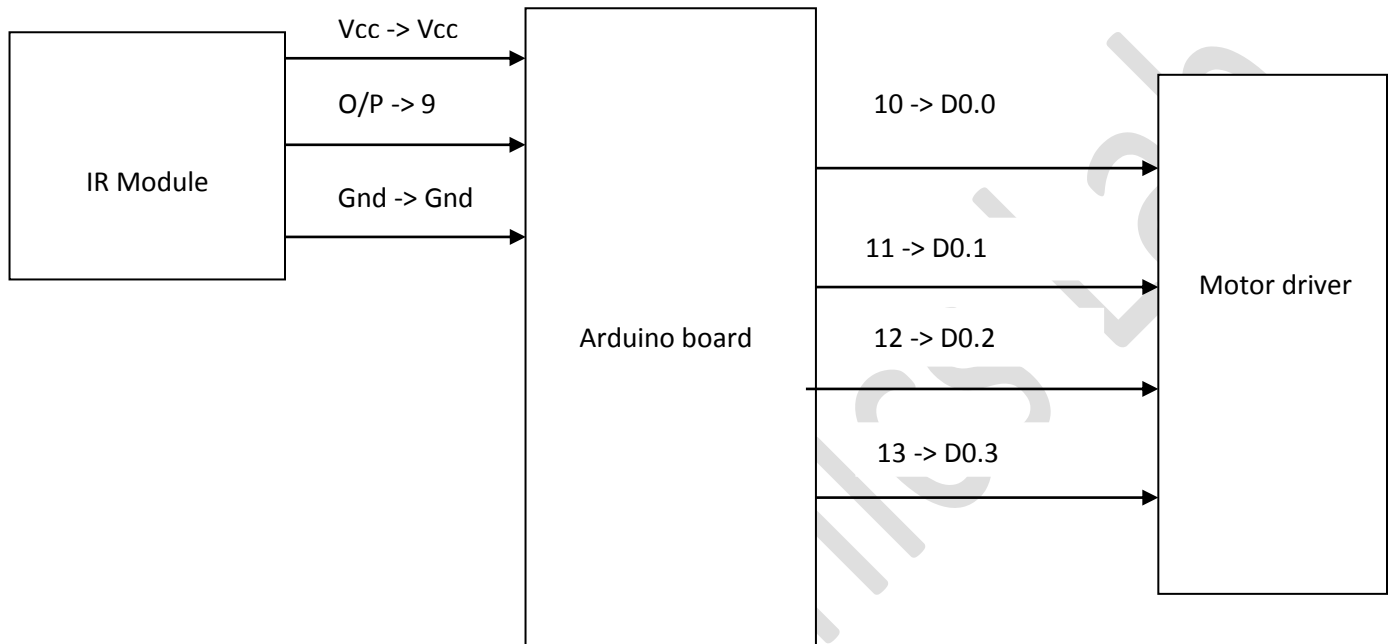 Vcc -> Vcc
O/P -> 9
Gnd -> Gnd
IR Module
Arduino board
10 -> D0.0
11 -> D0.1
12 -> D0.2
13 -> D0.3
Motor driver